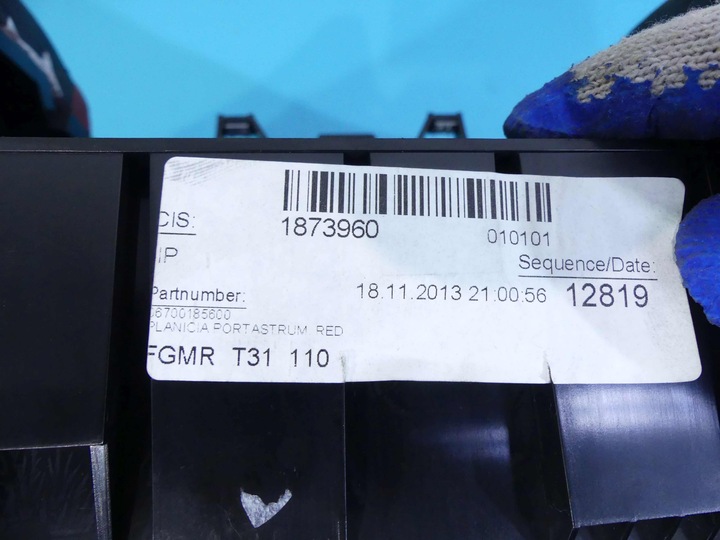 CIS: 1873960 010101
IP Sequence/Date:
Partnumber: 18.11.2013 21:00:56 12819
06700185600
PLANICIA PORTASTRUM RED
FGMR T31 110